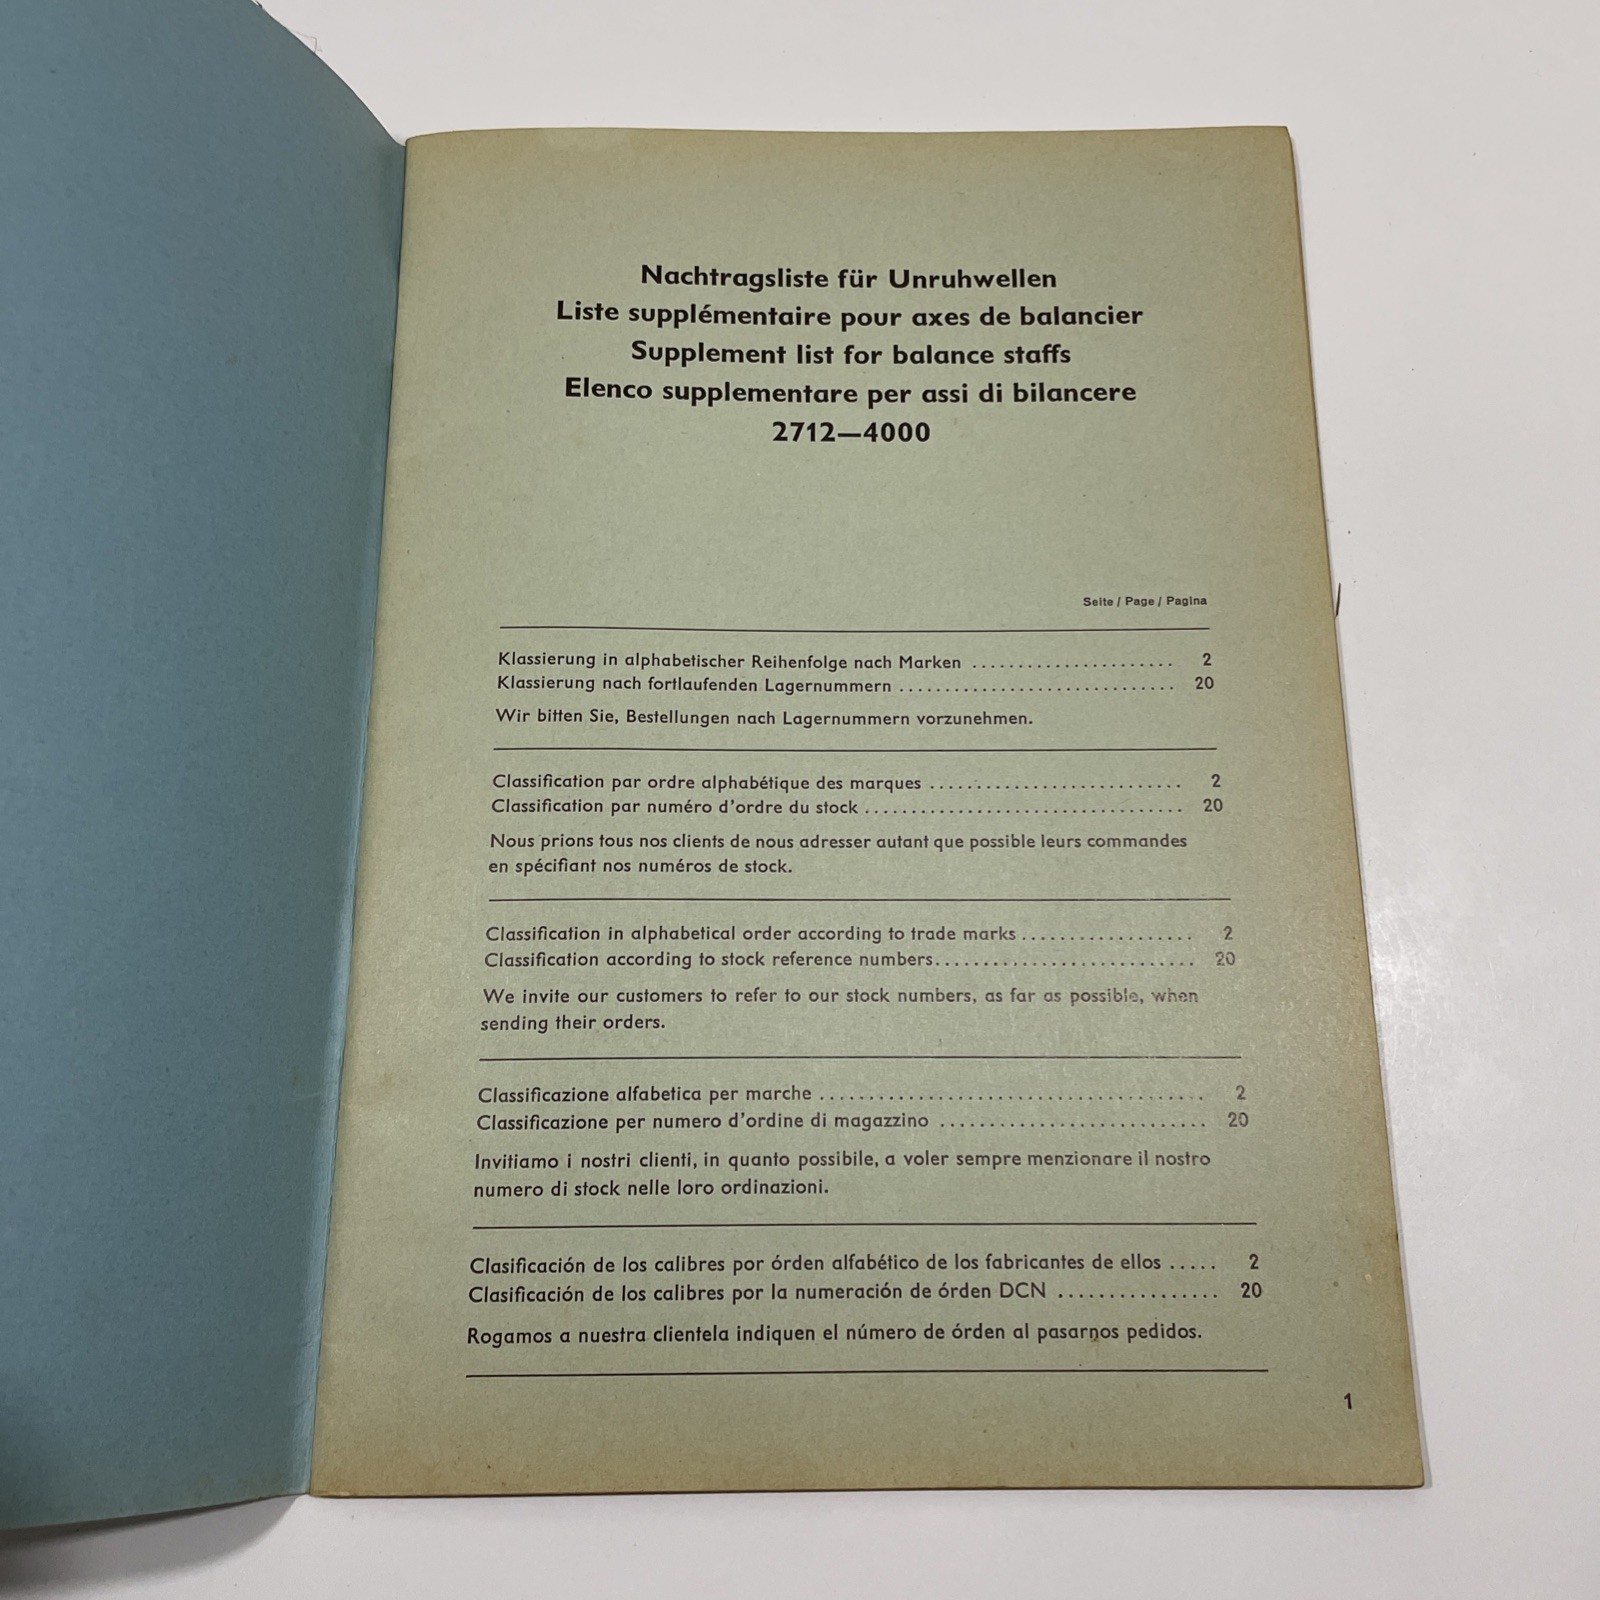 Nachtragsliste für Unruhwellen
Liste supplémentaire pour axes de balancier
Supplement list for balance staffs
Elenco supplementare per assi di bilancere
2712—4000
Seite / Page / Pagina
Klassierung in alphabetischer Reihenfolge nach Marken ...................... 2
Klassierung nach fortlaufenden Lagernummern .............................. 20
Wir bitten Sie, Bestellungen nach Lagernummern vorzunehmen.
Classification par ordre alphabétique des marques ........................... 2
Classification par numéro d'ordre du stock .................................. 20
Nous prions tous nos clients de nous adresser autant que possible leurs commandes
en spécifiant nos numéros de stock.
Classification in alphabetical order according to trade marks .................. 2
Classification according to stock reference numbers........................... 20
We invite our customers to refer to our stock numbers, as far as possible, when
sending their orders.
Classificazione alfabetica per marche ....................................... 2
Classificazione per numero d'ordine di magazzino ........................... 20
Invitiamo i nostri clienti, in quanto possibile, a voler sempre menzionare il nostro
numero di stock nelle loro ordinazioni.
Clasificación de los calibres por órden alfabético de los fabricantes de ellos ..... 2
Clasificación de los calibres por la numeración de órden DCN ................ 20
Rogamos a nuestra clientela indiquen el número de órden al pasarnos pedidos.
1